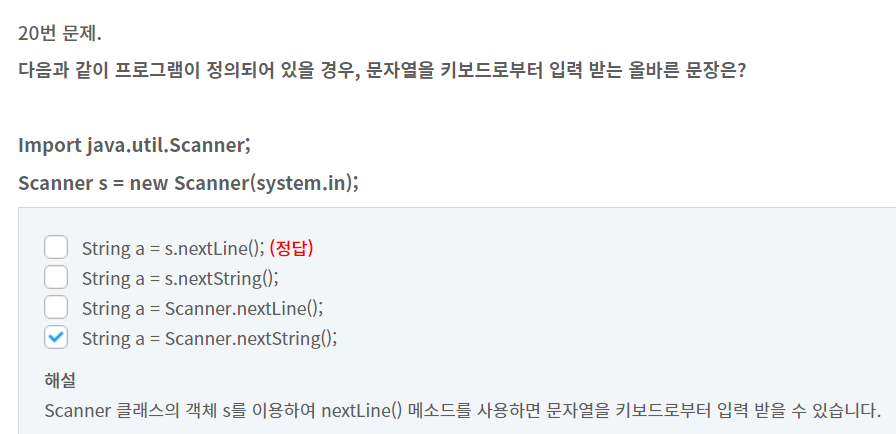 20번 문제.
다음과 같이 프로그램이 정의되어 있을 경우, 문자열을 키보드로부터 입력 받는 올바른 문장은?
Import java.util.Scanner;
Scanner s = new Scanner(system.in);
String a = s.nextLine(); (정답)
String a = s.nextString();
String a = Scanner.nextLine();
String a = Scanner.nextString();
해설
Scanner 클래스의 객체 s를 이용하여 nextLine() 메소드를 사용하면 문자열을 키보드로부터 입력 받을 수 있습니다.